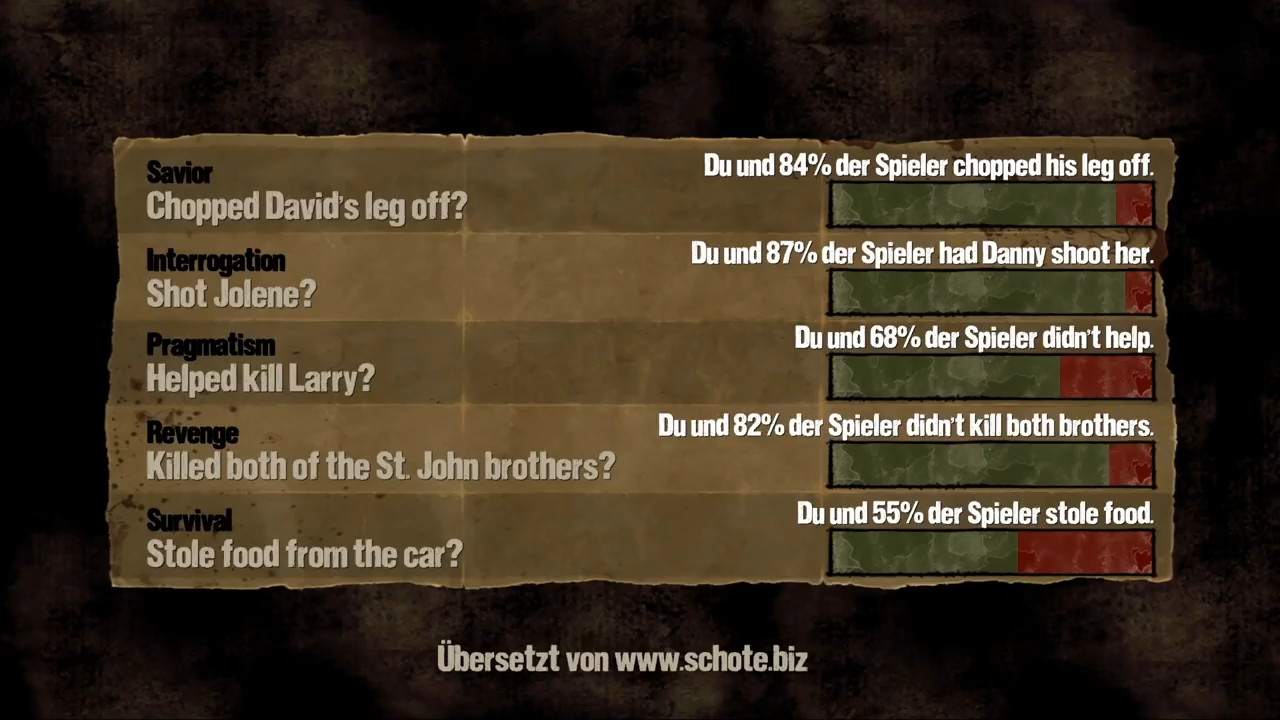 Savior
Du und 84% der Spieler chopped his leg off.
Chopped David's leg off?
Interrogation
Du und 87% der Spieler had Danny shoot her.
Shot Jolene?
Pragmatism
Du und 68% der Spieler didn't help.
Helped kill Larry?
Revenge
Du und 82% der Spieler didn't kill both brothers.
Killed both of the St. John brothers?
Survival
Du und 55% der Spieler stole food.
Stole food from the car?
Übersetzt von www.schote.biz